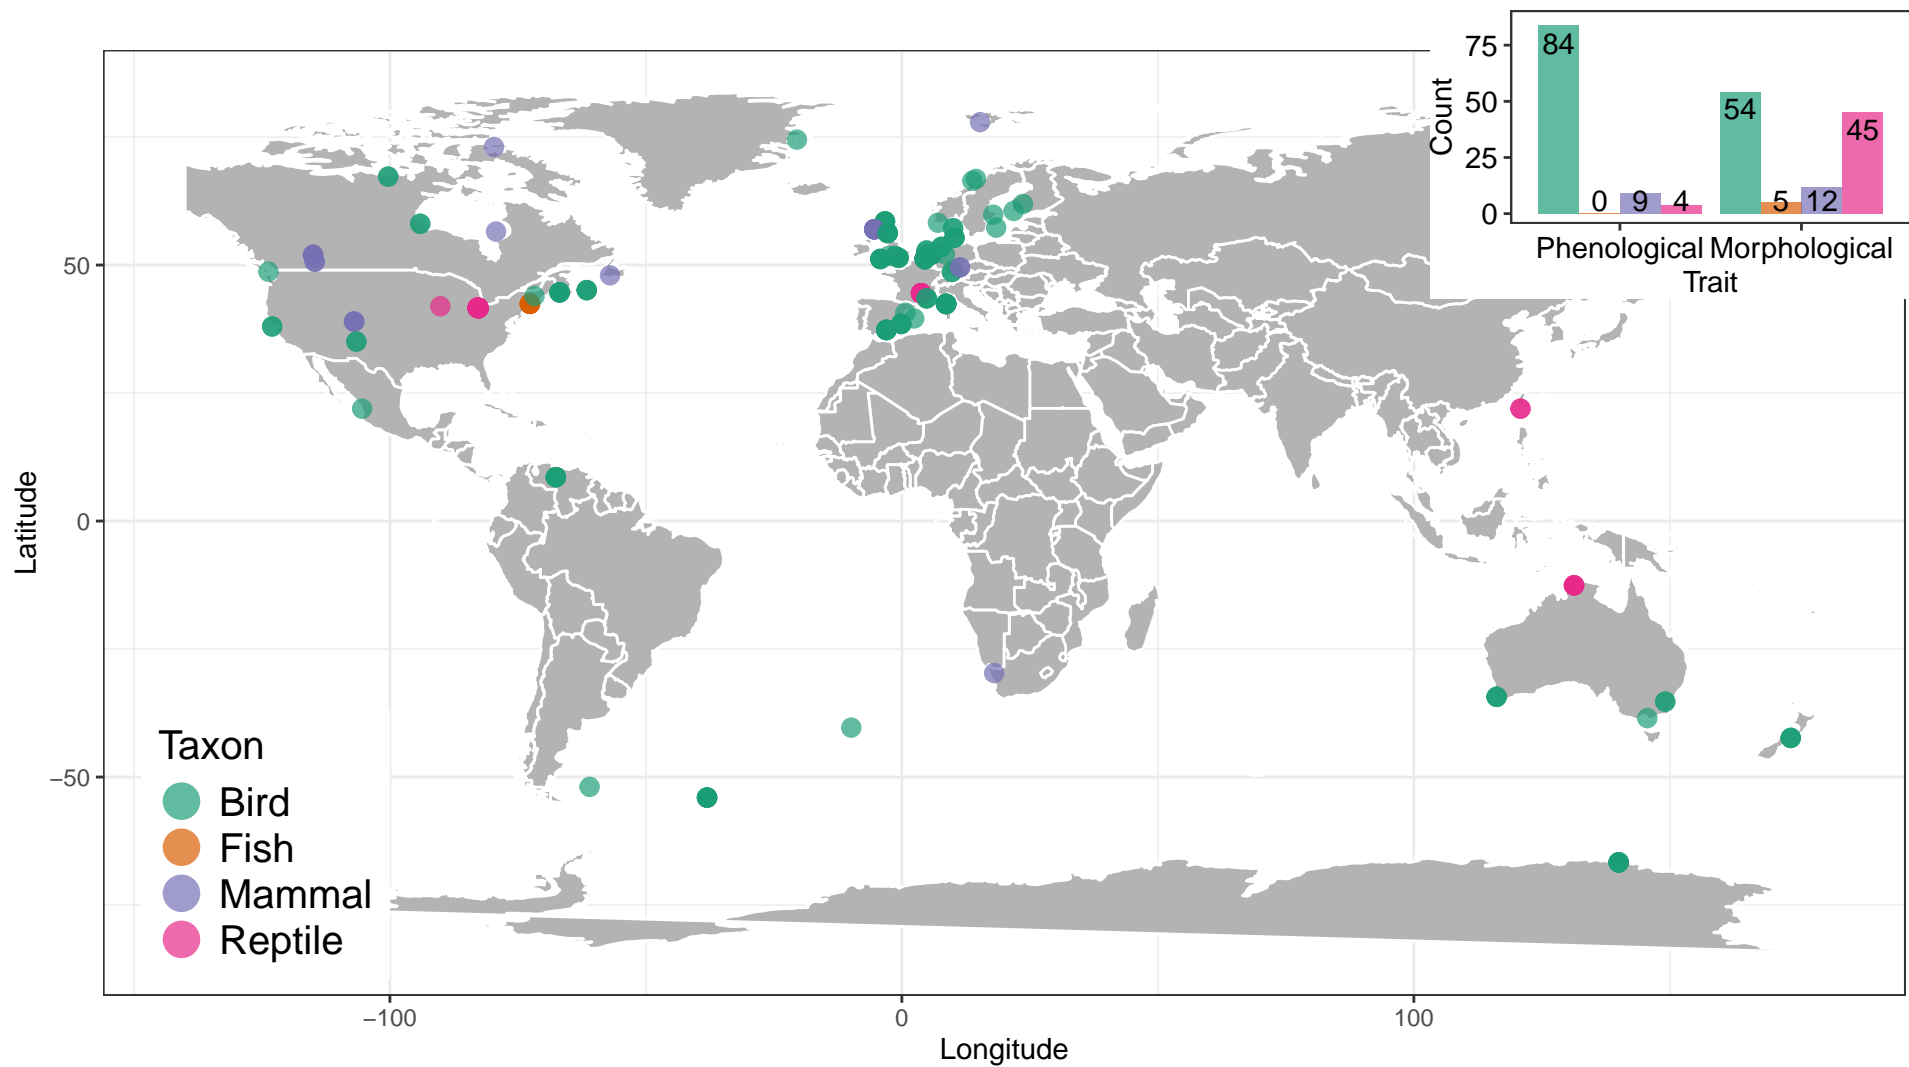 75
50
25
0
Count
84
0
9
4
54
5
12
45
Phenological Morphological
Trait
50
0
−50
Latitude
Taxon
Bird
Fish
Mammal
Reptile
−100
0
100
Longitude